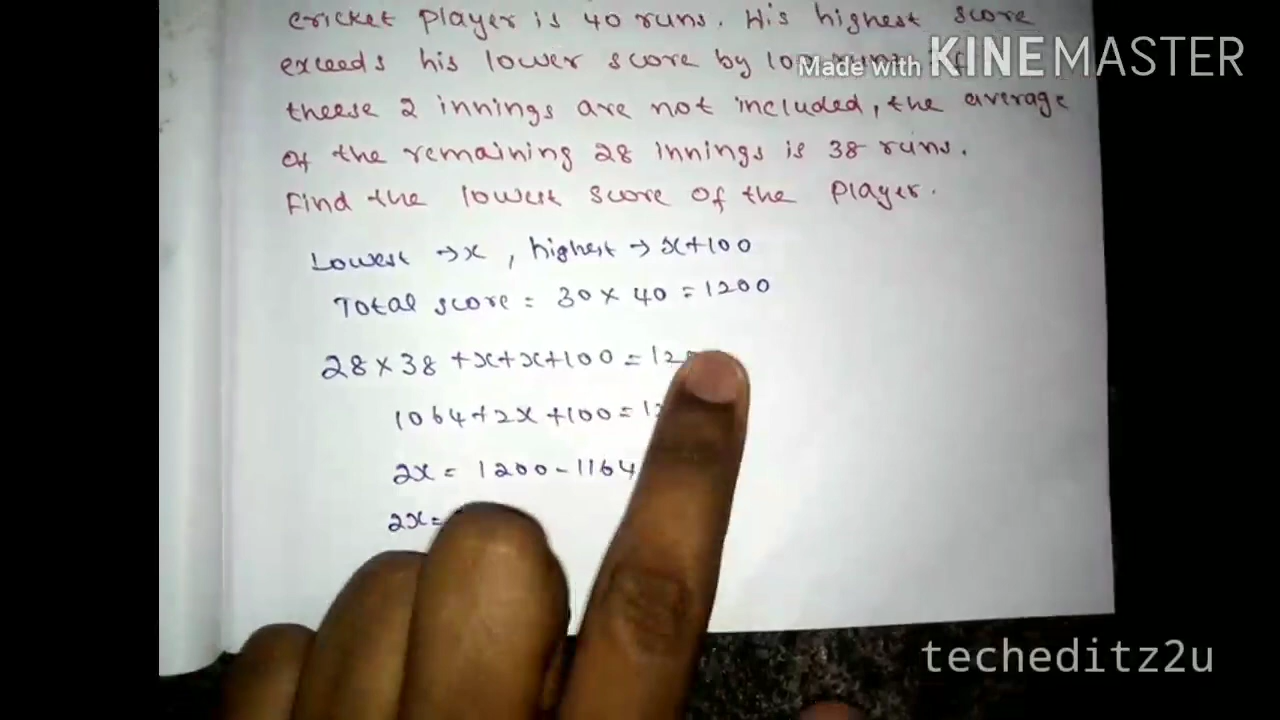 cricket player is 40 runs. His highest score
exceeds his lower score by
Made with KINEMASTER
theese 2 innings are not included, the average
of the remaining 28 innings is 38 runs.
Find the lowest score of the player.
Lowest → x , highest → x+100
Total score = 30 × 40 = 1200
28 × 38 + x + x + 100 =
1064 + 2x + 100 =
2x = 1200 - 1164
2x =
techeditz2u